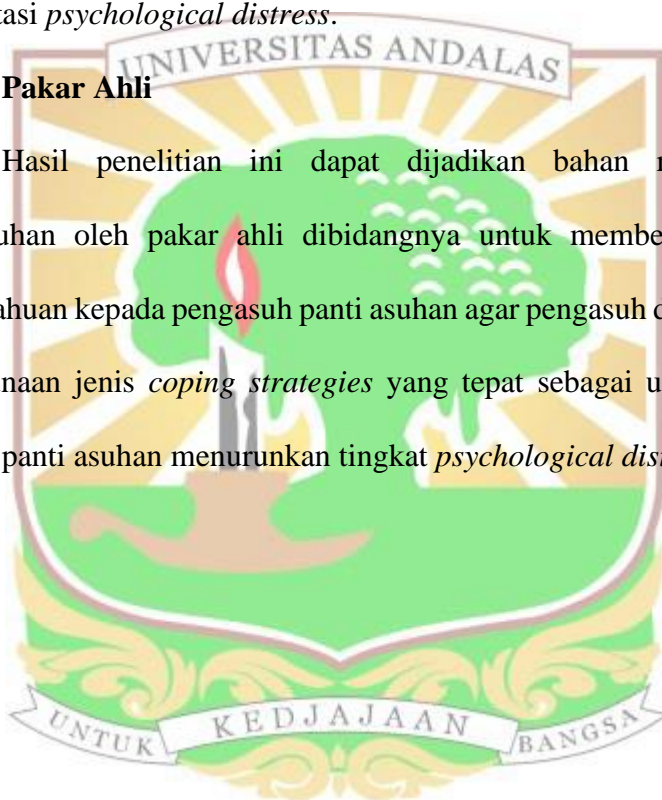 tasi psychological distress.
UNIVERSITAS ANDALAS
Pakar Ahli
Hasil penelitian ini dapat dijadikan bahan
uhan oleh pakar ahli dibidangnya untuk membe
ahuan kepada pengasuh panti asuhan agar pengasuh
naan jenis coping strategies yang tepat sebagai u
panti asuhan menurunkan tingkat psychological dis
UNTUK KEDJAJAAN BANGSA